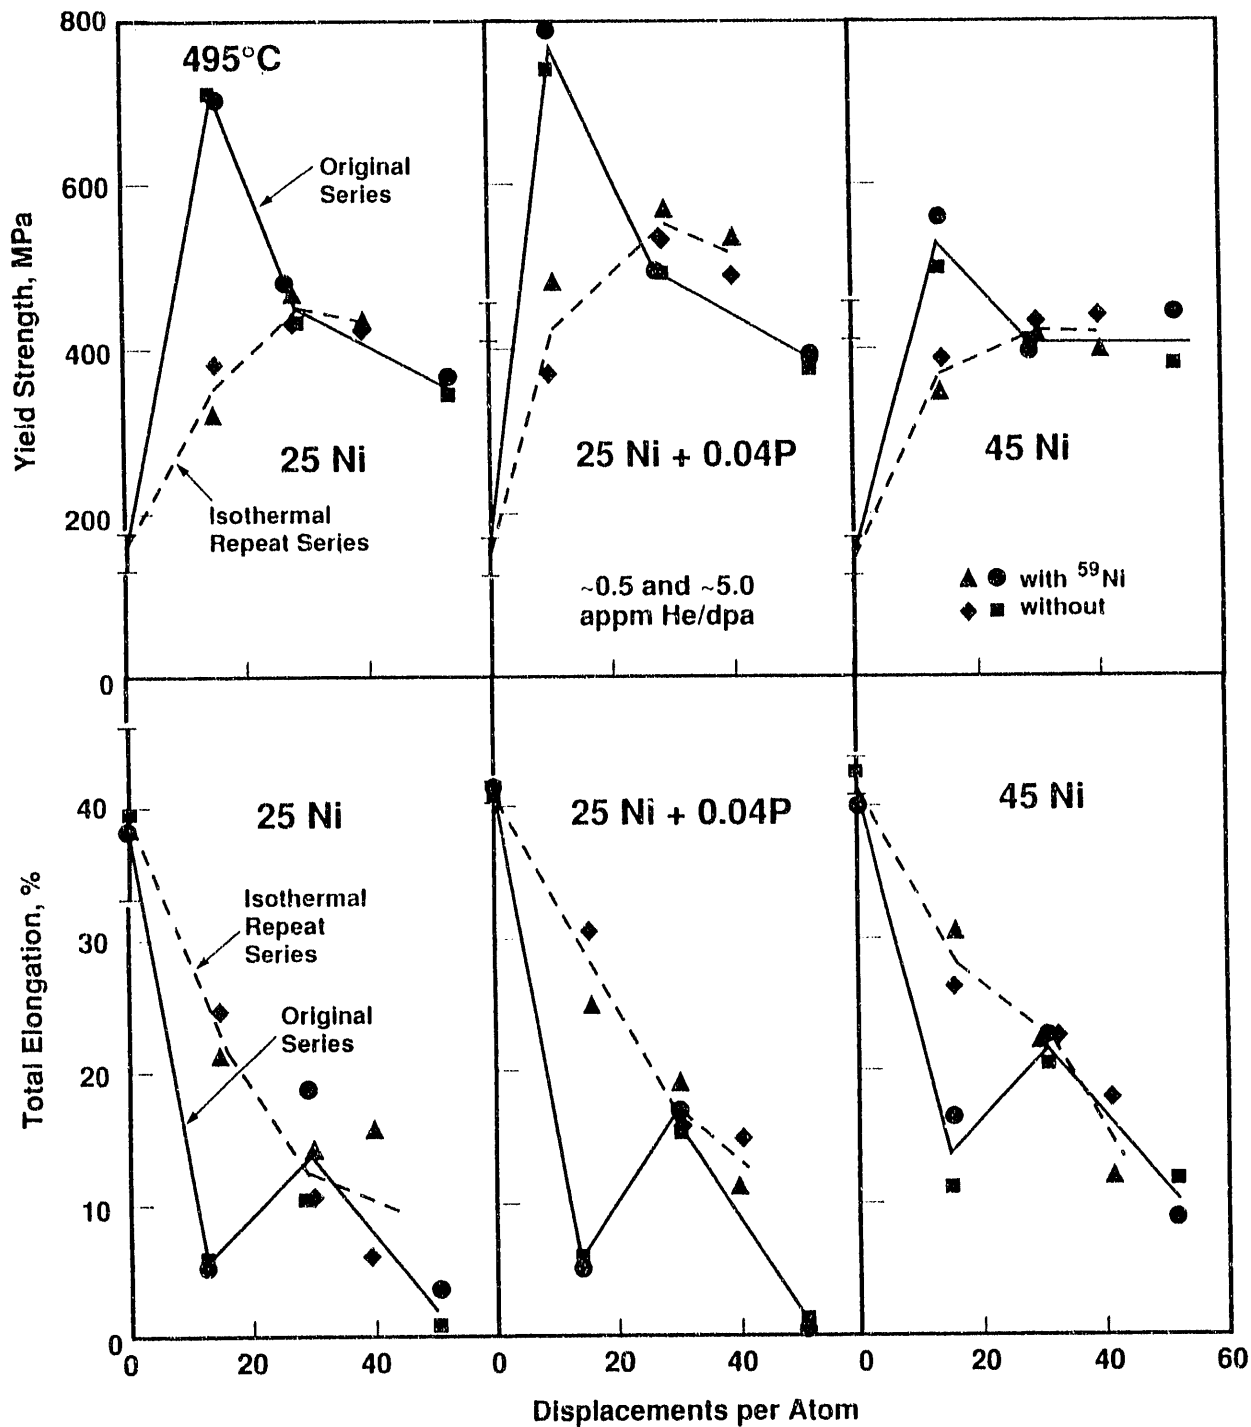 800
600
400
200
0
Yield Strength, MPa
495°C
Original
Series
25 Ni
Isothermal
Repeat Series
25 Ni + 0.04P
~0.5 and ~5.0
appm He/dpa
45 Ni
with ⁵⁹Ni
without
40
30
20
10
0
Total Elongation, %
25 Ni
Isothermal
Repeat
Series
Original
Series
25 Ni + 0.04P
45 Ni
0 20 40 0 20 40 0 20 40 60
Displacements per Atom